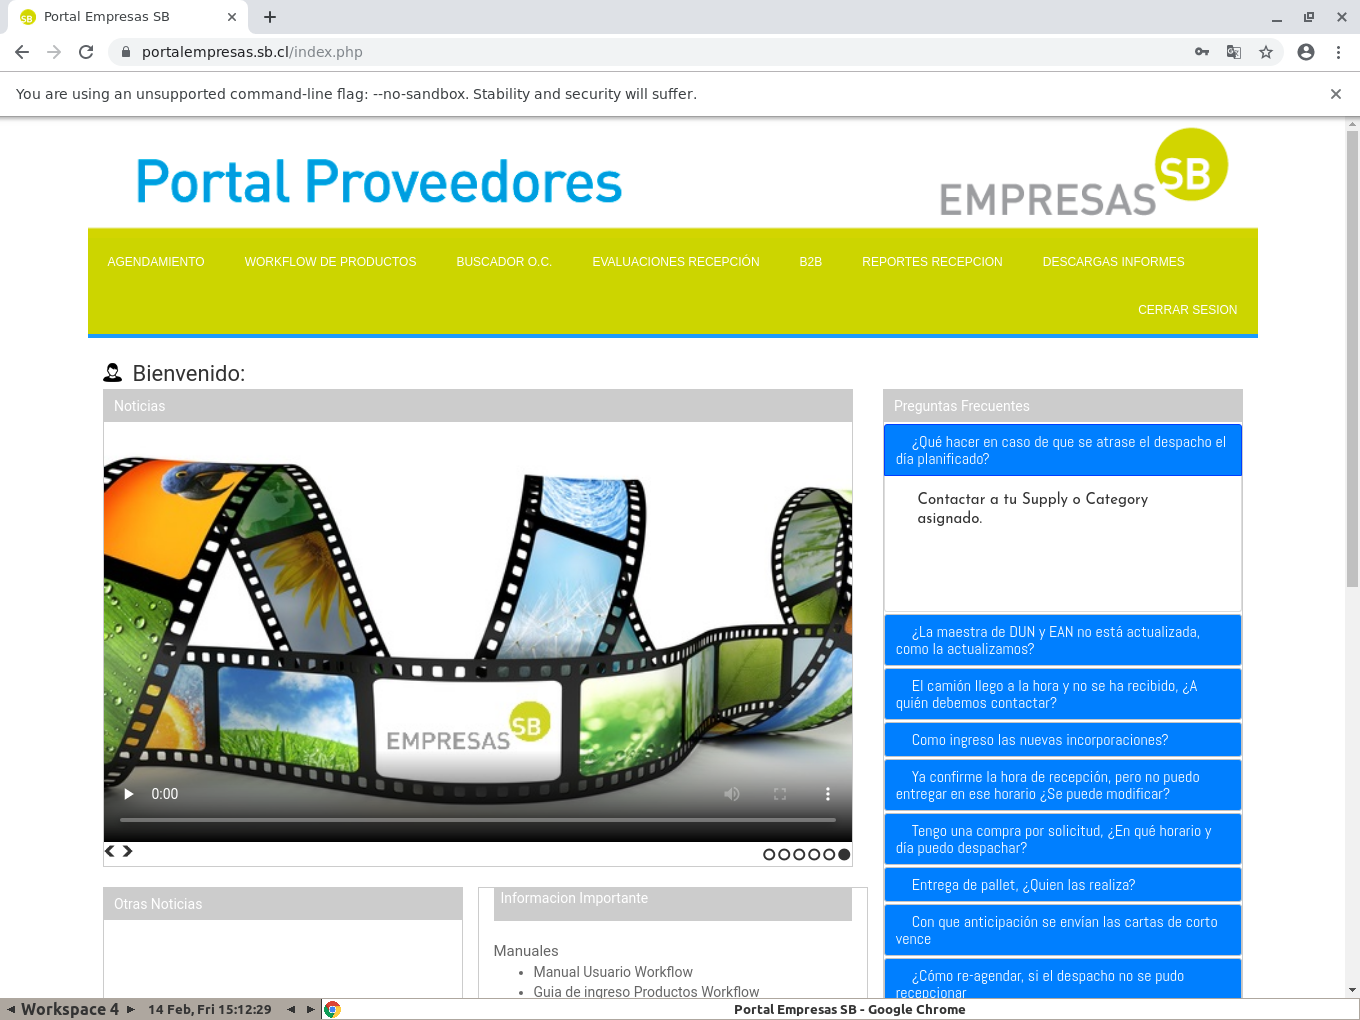 Portal Empresas SB
portalempresas.sb.cl/index.php
You are using an unsupported command-line flag: --no-sandbox. Stability and security will suffer.
Portal Proveedores
EMPRESAS SB
AGENDAMIENTO WORKFLOW DE PRODUCTOS BUSCADOR O.C. EVALUACIONES RECEPCIÓN B2B REPORTES RECEPCION DESCARGAS INFORMES
CERRAR SESION
Bienvenido:
Noticias
EMPRESAS SB
0:00
Otras Noticias
Informacion Importante
Manuales
• Manual Usuario Workflow
• Guia de ingreso Productos Workflow
Preguntas Frecuentes
¿Qué hacer en caso de que se atrase el despacho el
día planificado?
Contactar a tu Supply o Category
asignado.
¿La maestra de DUN y EAN no está actualizada,
como la actualizamos?
El camión llego a la hora y no se ha recibido, ¿A
quién debemos contactar?
Como ingreso las nuevas incorporaciones?
Ya confirme la hora de recepción, pero no puedo
entregar en ese horario ¿Se puede modificar?
Tengo una compra por solicitud, ¿En qué horario y
día puedo despachar?
Entrega de pallet, ¿Quien las realiza?
Con que anticipación se envían las cartas de corto
vence
¿Cómo re-agendar, si el despacho no se pudo
recepcionar
Workspace 4 14 Feb, Fri 15:12:29 Portal Empresas SB - Google Chrome